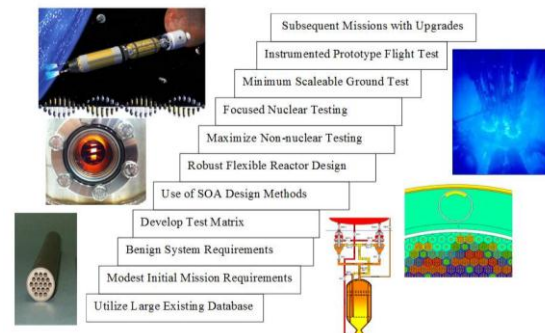 Subsequent Missions with Upgrades
Instrumented Prototype Flight Test
Minimum Scaleable Ground Test
Focused Nuclear Testing
Maximize Non-nuclear Testing
Robust Flexible Reactor Design
Use of SOA Design Methods
Develop Test Matrix
Benign System Requirements
Modest Initial Mission Requirements
Utilize Large Existing Database